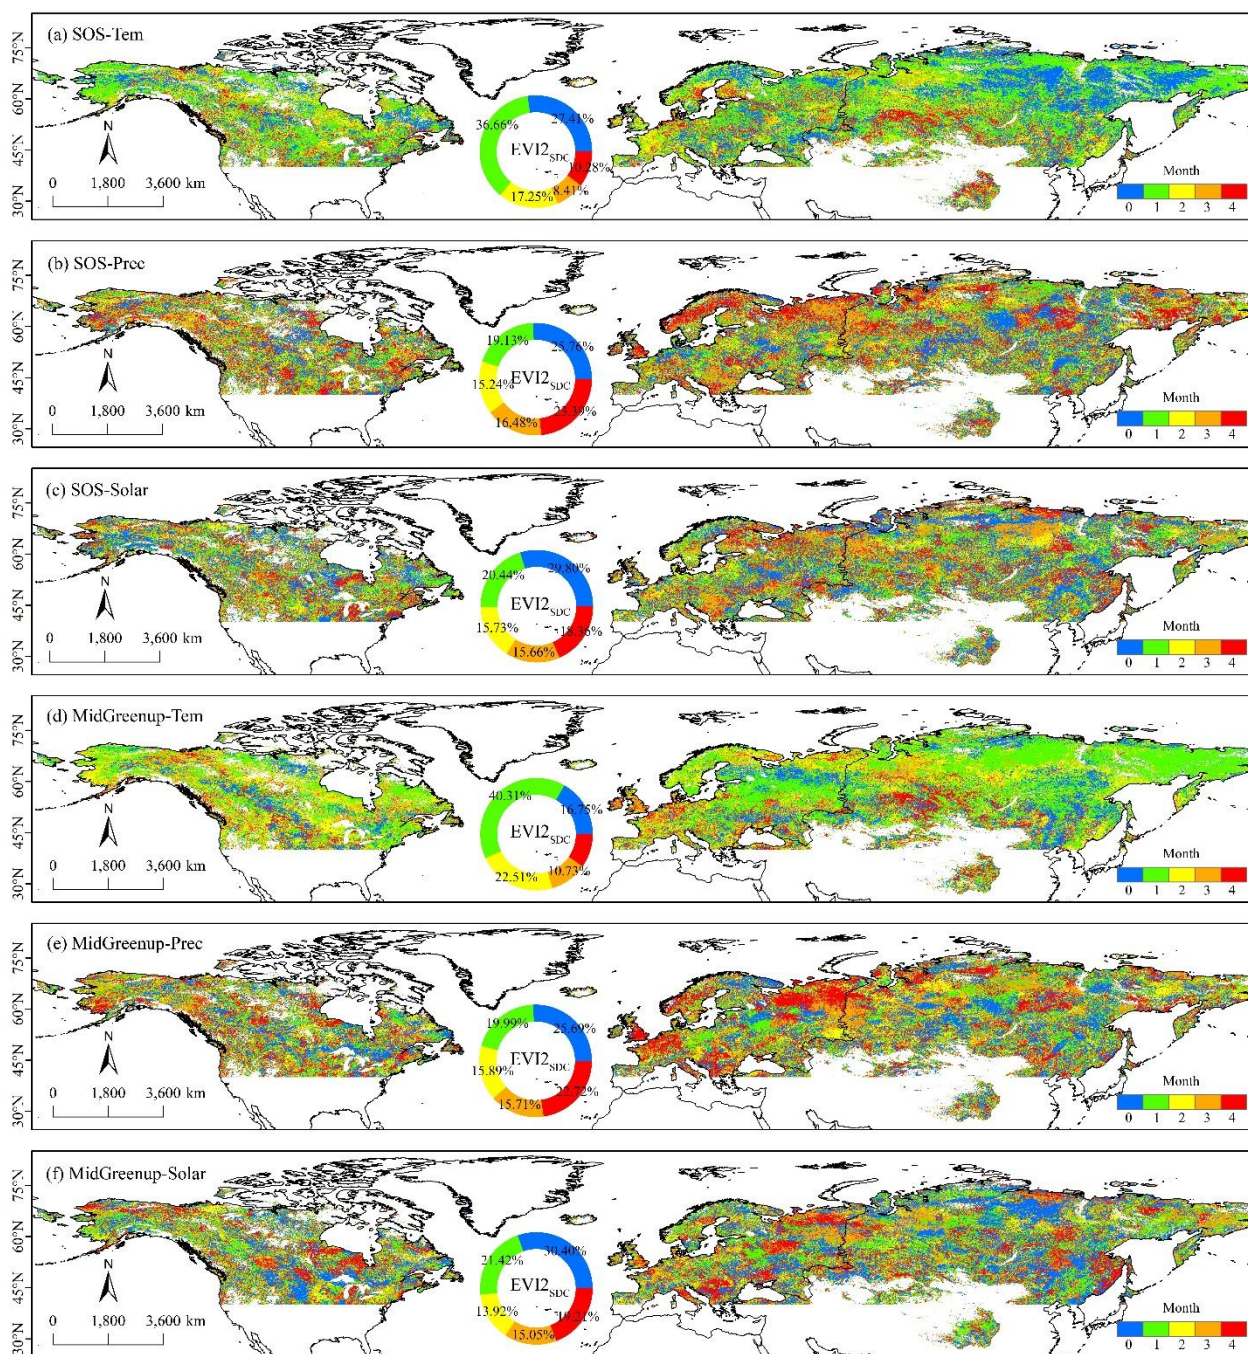 (a) SOS-Tem
75°N
60°N
45°N
30°N
N
0 1,800 3,600 km
36.66%
27.41%
EVI2SDC
10.28%
8.41%
17.25%
Month
0 1 2 3 4
(b) SOS-Prec
75°N
60°N
45°N
30°N
N
0 1,800 3,600 km
19.13%
25.76%
15.24%
EVI2SDC
23.39%
16.48%
Month
0 1 2 3 4
(c) SOS-Solar
75°N
60°N
45°N
30°N
N
0 1,800 3,600 km
20.44%
29.80%
EVI2SDC
15.73%
18.36%
15.66%
Month
0 1 2 3 4
(d) MidGreenup-Tem
75°N
60°N
45°N
30°N
N
0 1,800 3,600 km
40.31%
16.75%
EVI2SDC
10.73%
22.51%
Month
0 1 2 3 4
(e) MidGreenup-Prec
75°N
60°N
45°N
30°N
N
0 1,800 3,600 km
19.99%
25.69%
EVI2SDC
15.89%
22.72%
15.71%
Month
0 1 2 3 4
(f) MidGreenup-Solar
75°N
60°N
45°N
30°N
N
0 1,800 3,600 km
21.42%
30.40%
EVI2SDC
13.92%
19.21%
15.05%
Month
0 1 2 3 4